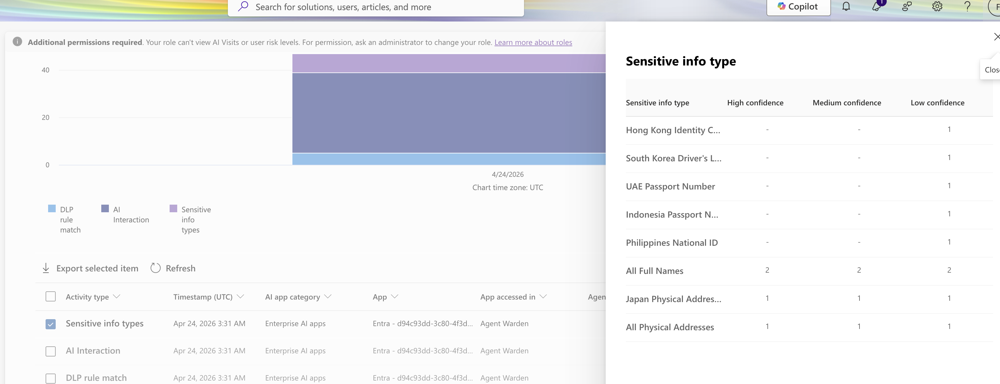 Search for solutions, users, articles, and more
Copilot
1
F
Additional permissions required. Your role can't view AI Visits or user risk levels. For permission, ask an administrator to change your role. Learn more about roles
40
20
0
4/24/2026
Chart time zone: UTC
DLP rule match
AI Interaction
Sensitive info types
Export selected item
Refresh
Activity type
Timestamp (UTC)
AI app category
App
App accessed in
Agen
Sensitive info types Apr 24, 2026 3:31 AM Enterprise AI apps Entra - d94c93dd-3c80-4f3d... Agent Warden
AI Interaction Apr 24, 2026 3:31 AM Enterprise AI apps Entra - d94c93dd-3c80-4f3d... Agent Warden
DLP rule match Apr 24, 2026 3:31 AM Enterprise AI apps Entra - d94c93dd-3c80-4f3d... Agent Warden
Sensitive info type
Clos
Sensitive info type High confidence Medium confidence Low confidence
Hong Kong Identity C... - - 1
South Korea Driver's L... - - 1
UAE Passport Number - - 1
Indonesia Passport N... - - 1
Philippines National ID - - 1
All Full Names 2 2 2
Japan Physical Addres... 1 1 1
All Physical Addresses 1 1 1